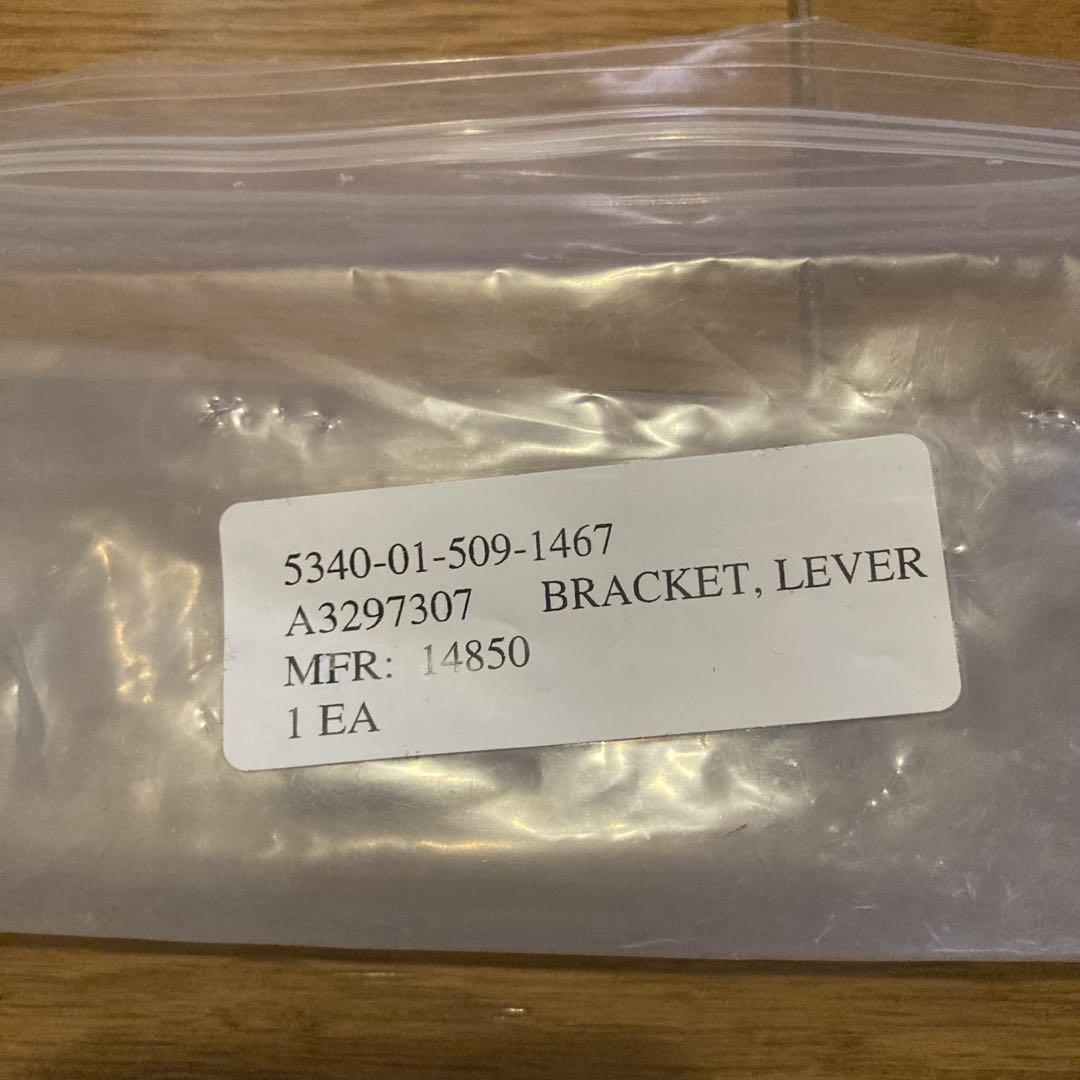 5340-01-509-1467
A3297307 BRACKET, LEVER
MFR: 14850
1 EA